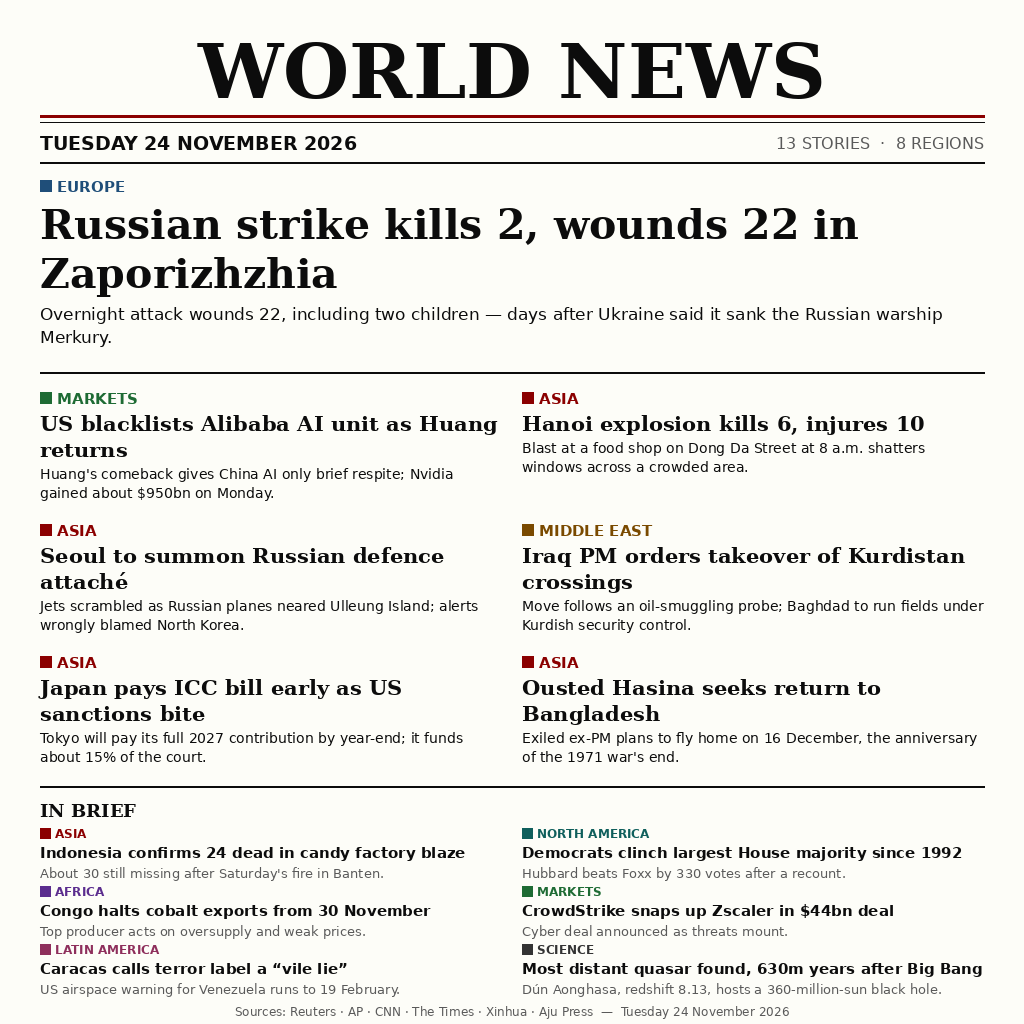 WORLD NEWS
TUESDAY 24 NOVEMBER 2026
13 STORIES · 8 REGIONS
EUROPE
Russian strike kills 2, wounds 22 in
Zaporizhzhia
Overnight attack wounds 22, including two children — days after Ukraine said it sank the Russian warship
Merkury.
MARKETS
US blacklists Alibaba AI unit as Huang
returns
Huang's comeback gives China AI only brief respite; Nvidia
gained about $950bn on Monday.
ASIA
Hanoi explosion kills 6, injures 10
Blast at a food shop on Dong Da Street at 8 a.m. shatters
windows across a crowded area.
ASIA
Seoul to summon Russian defence
attaché
Jets scrambled as Russian planes neared Ulleung Island; alerts
wrongly blamed North Korea.
MIDDLE EAST
Iraq PM orders takeover of Kurdistan
crossings
Move follows an oil-smuggling probe; Baghdad to run fields under
Kurdish security control.
ASIA
Japan pays ICC bill early as US
sanctions bite
Tokyo will pay its full 2027 contribution by year-end; it funds
about 15% of the court.
ASIA
Ousted Hasina seeks return to
Bangladesh
Exiled ex-PM plans to fly home on 16 December, the anniversary
of the 1971 war's end.
IN BRIEF
ASIA
Indonesia confirms 24 dead in candy factory blaze
About 30 still missing after Saturday's fire in Banten.
NORTH AMERICA
Democrats clinch largest House majority since 1992
Hubbard beats Foxx by 330 votes after a recount.
AFRICA
Congo halts cobalt exports from 30 November
Top producer acts on oversupply and weak prices.
MARKETS
CrowdStrike snaps up Zscaler in $44bn deal
Cyber deal announced as threats mount.
LATIN AMERICA
Caracas calls terror label a “vile lie”
US airspace warning for Venezuela runs to 19 February.
SCIENCE
Most distant quasar found, 630m years after Big Bang
Dún Aonghasa, redshift 8.13, hosts a 360-million-sun black hole.
Sources: Reuters · AP · CNN · The Times · Xinhua · Aju Press — Tuesday 24 November 2026